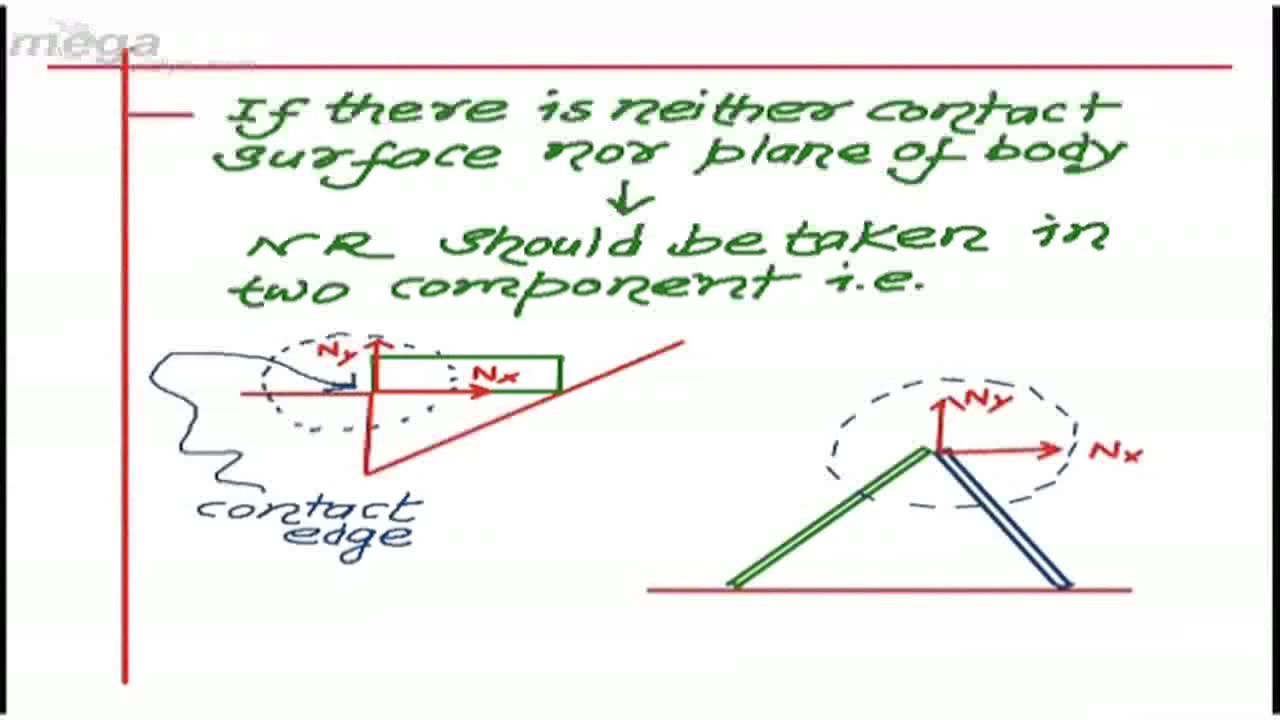 mega
If there is neither contact
surface nor plane of body
↓
NR should be taken in
two component i.e.
Ny
Nx
contact
edge
Ny
Nx